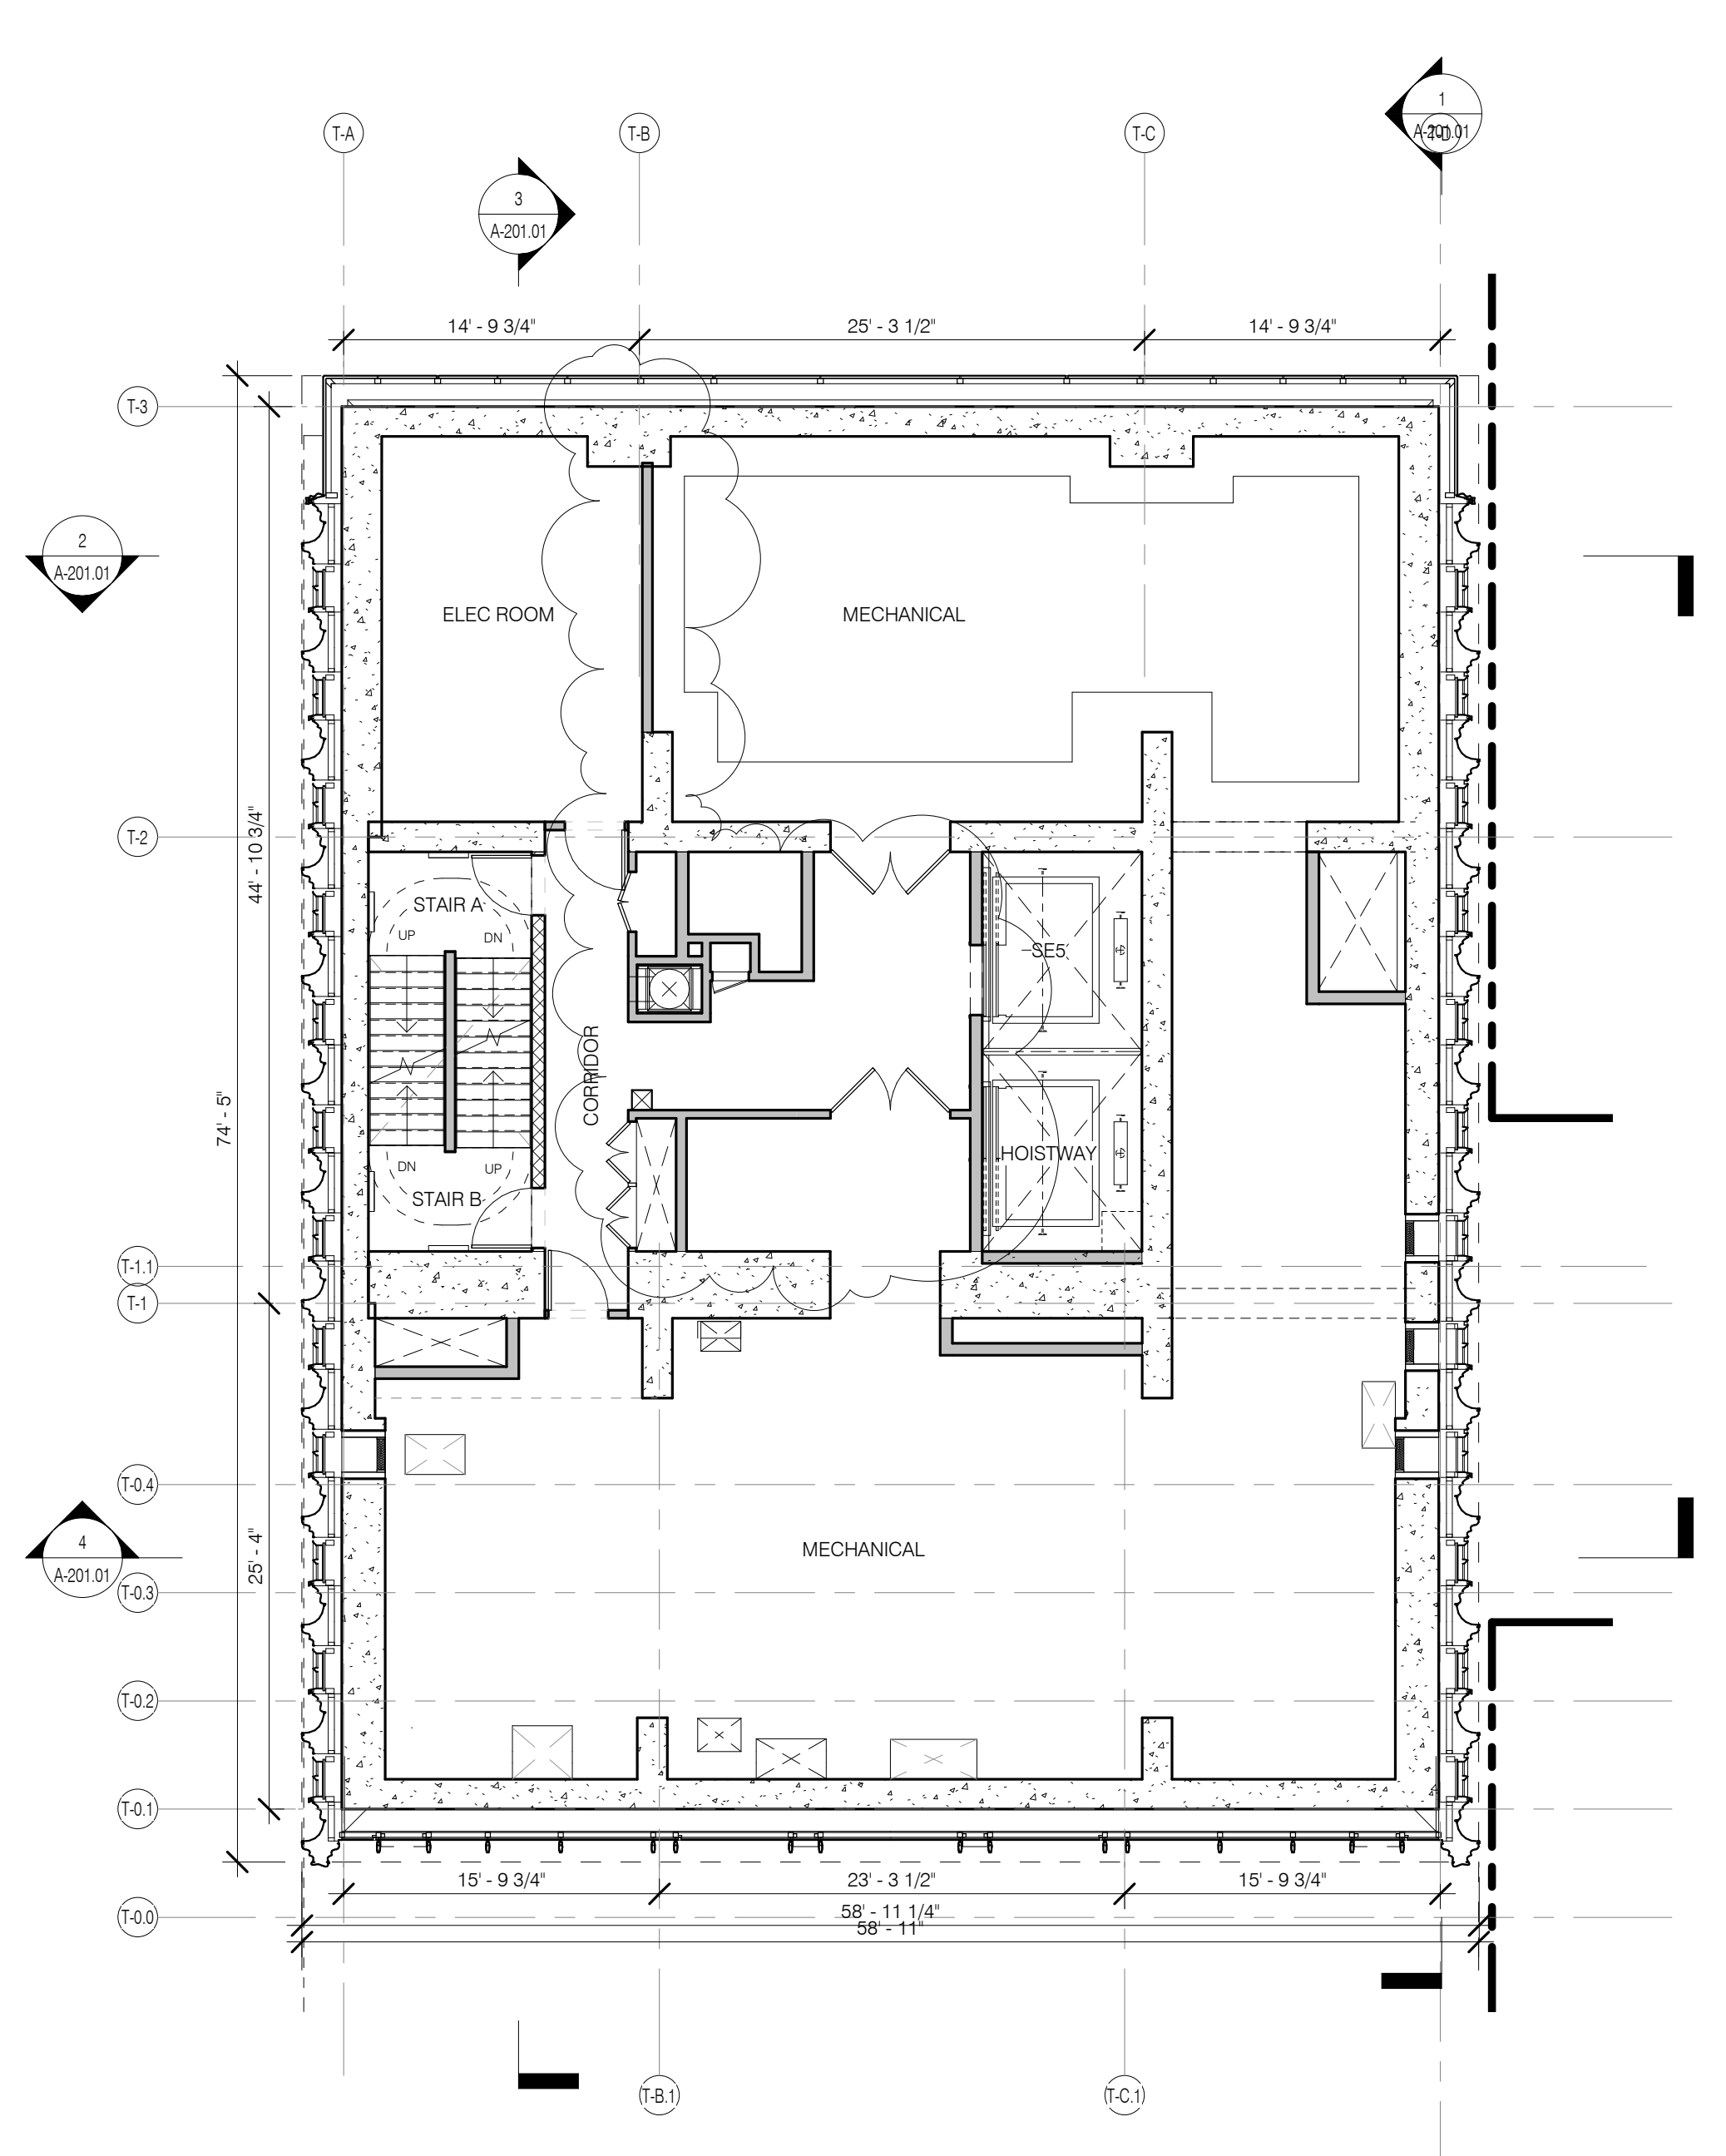 1
A-201.01
T-D
T-A
T-B
T-C
3
A-201.01
14' - 9 3/4"
25' - 3 1/2"
14' - 9 3/4"
T-3
2
A-201.01
ELEC ROOM
MECHANICAL
T-2
44' - 10 3/4"
STAIR A
UP
DN
SE5
CORRIDOR
74' - 5"
HOISTWAY
DN
UP
STAIR B
T-1.1
T-1
T-0.4
4
A-201.01
25' - 4"
MECHANICAL
T-0.3
T-0.2
T-0.1
15' - 9 3/4"
23' - 3 1/2"
15' - 9 3/4"
58' - 11 1/4"
T-0.0
58' - 11"
T-B.1
T-C.1